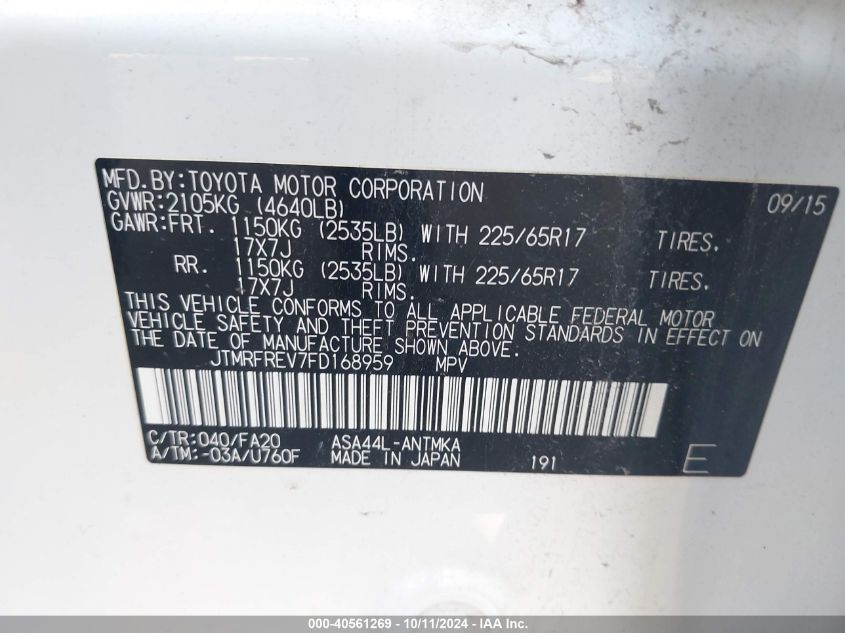 MFD.BY:TOYOTA MOTOR CORPORATION 09/15
GVWR:2105KG (4640LB)
GAWR:FRT. 1150KG (2535LB) WITH 225/65R17 TIRES.
17X7J RIMS.
RR. 1150KG (2535LB) WITH 225/65R17 TIRES.
17X7J RIMS.
THIS VEHICLE CONFORMS TO ALL APPLICABLE FEDERAL MOTOR
VEHICLE SAFETY AND THEFT PREVENTION STANDARDS IN EFFECT ON
THE DATE OF MANUFACTURE SHOWN ABOVE.
JTMRFREV7FD168959 MPV
C/TR:040/FA20 ASA44L-ANTMKA
A/TM:-03A/U760F MADE IN JAPAN 191 E
000-40561269 - 10/11/2024 - IAA Inc.